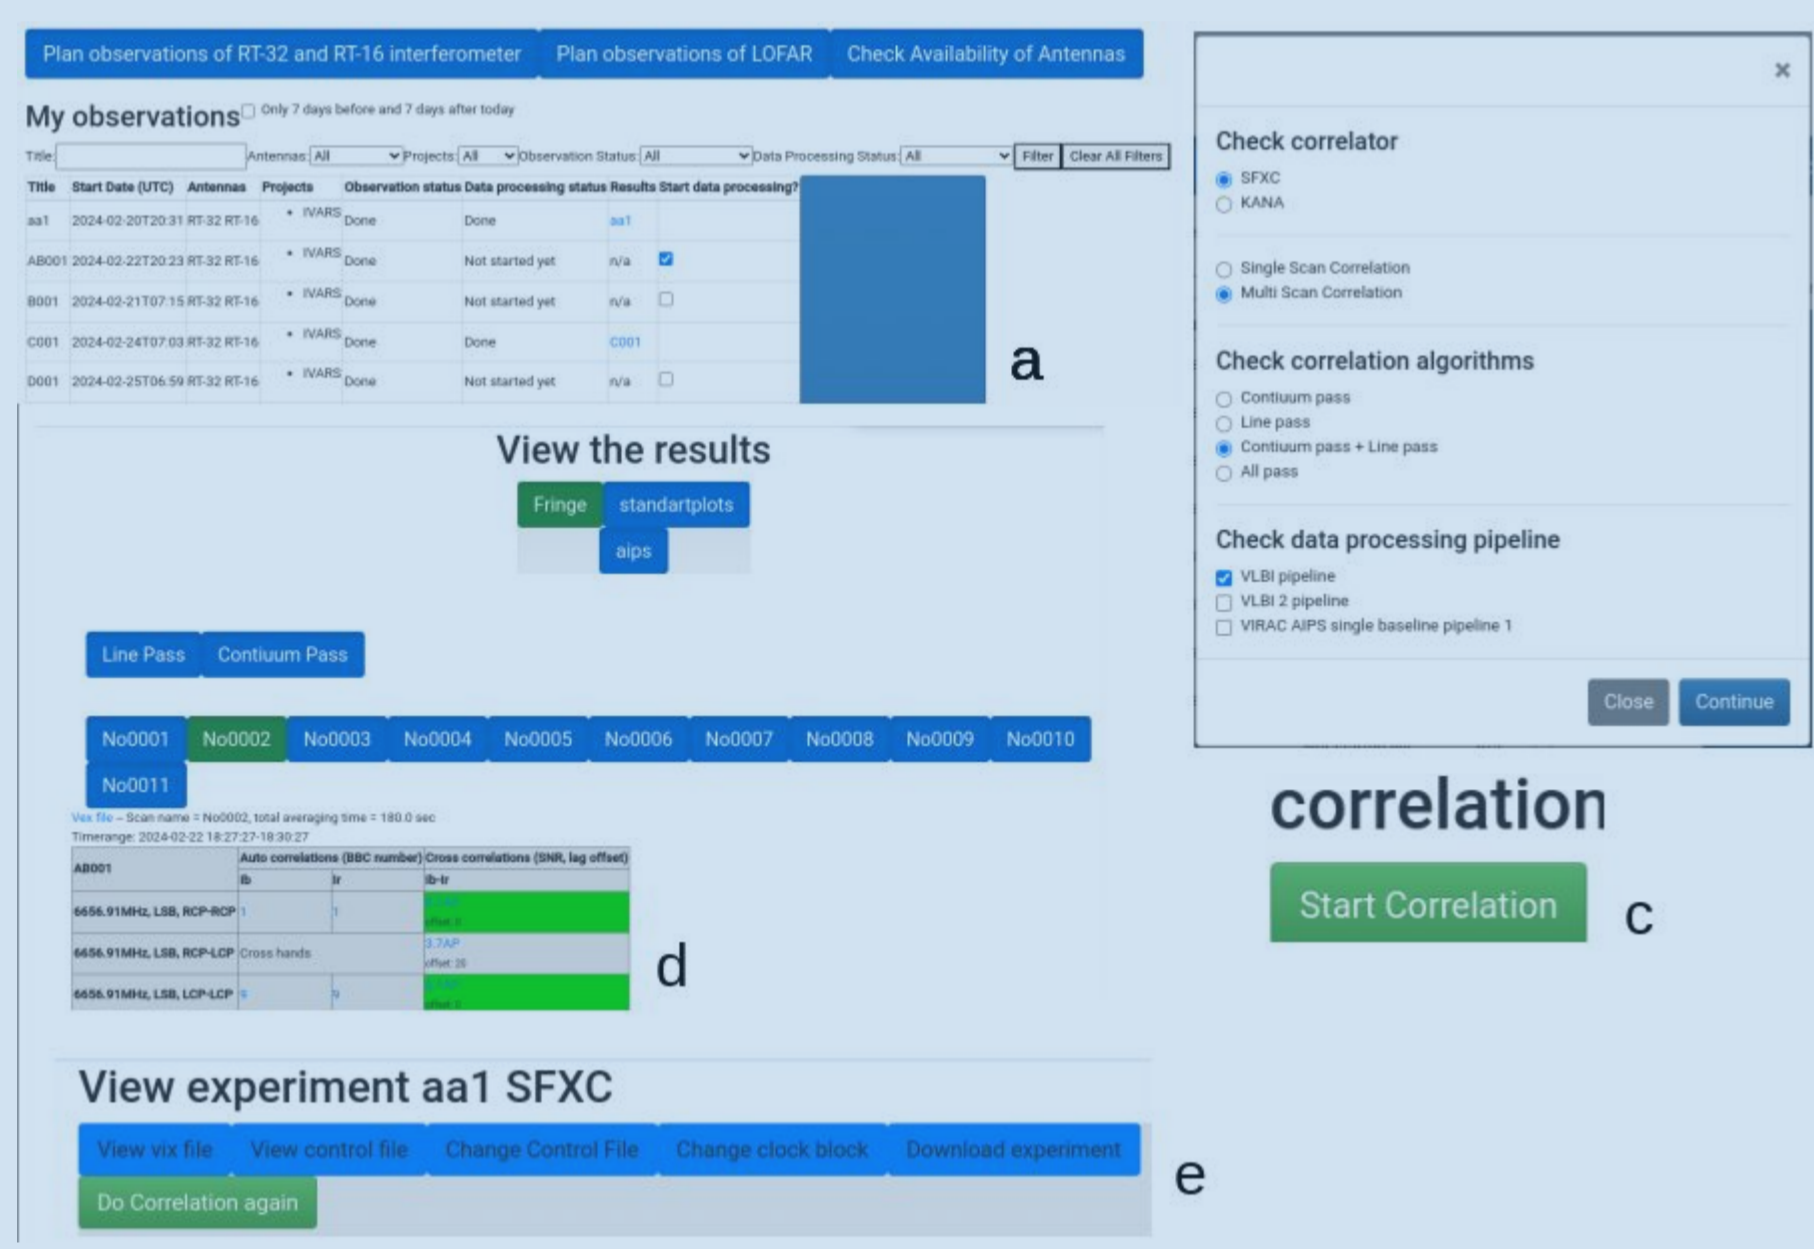 Plan observations of RT-32 and RT-16 interferometer Plan observations of LOFAR Check Availability of Antennas
My observations Only 7 days before and 7 days after today
Title: Antennas: All Projects: All Observation Status: All Data Processing Status: All Filter Clear All Filters
Title Start Date (UTC) Antennas Projects Observation status Data processing status Results Start data processing?
aa1 2024-02-20T20:31 RT-32 RT-16 • IVARS Done Done aa1
AB001 2024-02-22T20:23 RT-32 RT-16 • IVARS Done Not started yet n/a
B001 2024-02-21T07:15 RT-32 RT-16 • IVARS Done Not started yet n/a
C001 2024-02-24T07:03 RT-32 RT-16 • IVARS Done Done C001
D001 2024-02-25T06:59 RT-32 RT-16 • IVARS Done Not started yet n/a
a
×
Check correlator
SFXC
KANA
Single Scan Correlation
Multi Scan Correlation
Check correlation algorithms
Contiuum pass
Line pass
Contiuum pass + Line pass
All pass
Check data processing pipeline
VLBI pipeline
VLBI 2 pipeline
VIRAC AIPS single baseline pipeline 1
Close Continue
correlation
Start Correlation
c
View the results
Fringe standartplots
aips
Line Pass Contiuum Pass
No0001 No0002 No0003 No0004 No0005 No0006 No0007 No0008 No0009 No0010
No0011
Vex file – Scan name = No0002, total averaging time = 180.0 sec
Timerange: 2024-02-22 18:27:27-18:30:27
AB001 Auto correlations (BBC number) Cross correlations (SNR, lag offset)
Ib Ir Ib-Ir
6656.91MHz, LSB, RCP-RCP 1 1 offset: 0
6656.91MHz, LSB, RCP-LCP Cross hands 3.7AP
offset: 26
6656.91MHz, LSB, LCP-LCP 9 9
d
View experiment aa1 SFXC
View vix file View control file Change Control File Change clock block Download experiment
Do Correlation again
e